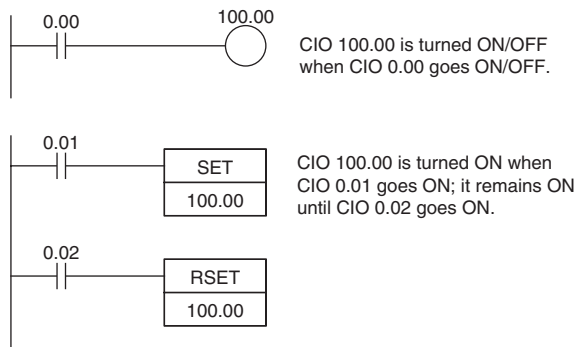 0.00
100.00
CIO 100.00 is turned ON/OFF
when CIO 0.00 goes ON/OFF.
0.01
SET
100.00
CIO 100.00 is turned ON when
CIO 0.01 goes ON; it remains ON
until CIO 0.02 goes ON.
0.02
RSET
100.00